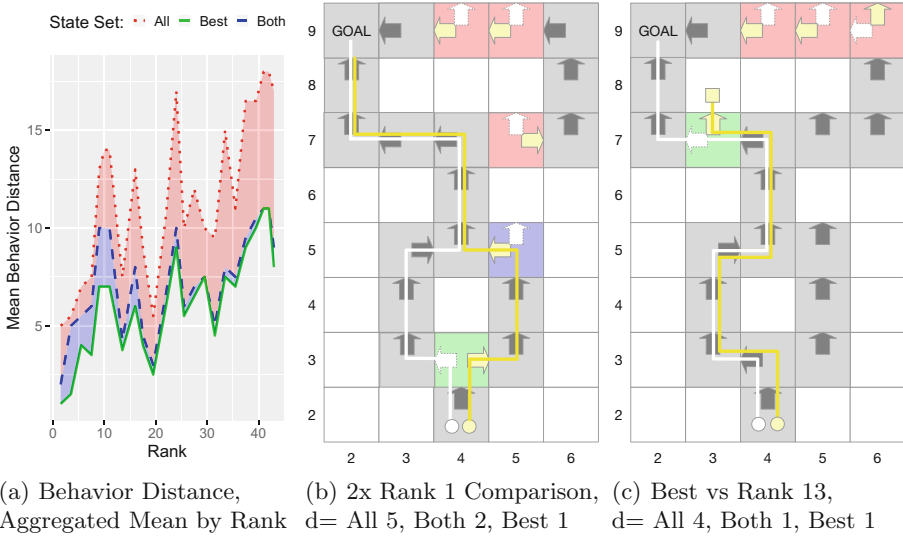 State Set: All Best Both
Mean Behavior Distance
15
10
5
0 10 20 30 40
Rank
(a) Behavior Distance,
Aggregated Mean by Rank
9
8
7
6
5
4
3
2
GOAL
2 3 4 5 6
(b) 2x Rank 1 Comparison,
d= All 5, Both 2, Best 1
9
8
7
6
5
4
3
2
GOAL
2 3 4 5 6
(c) Best vs Rank 13,
d= All 4, Both 1, Best 1